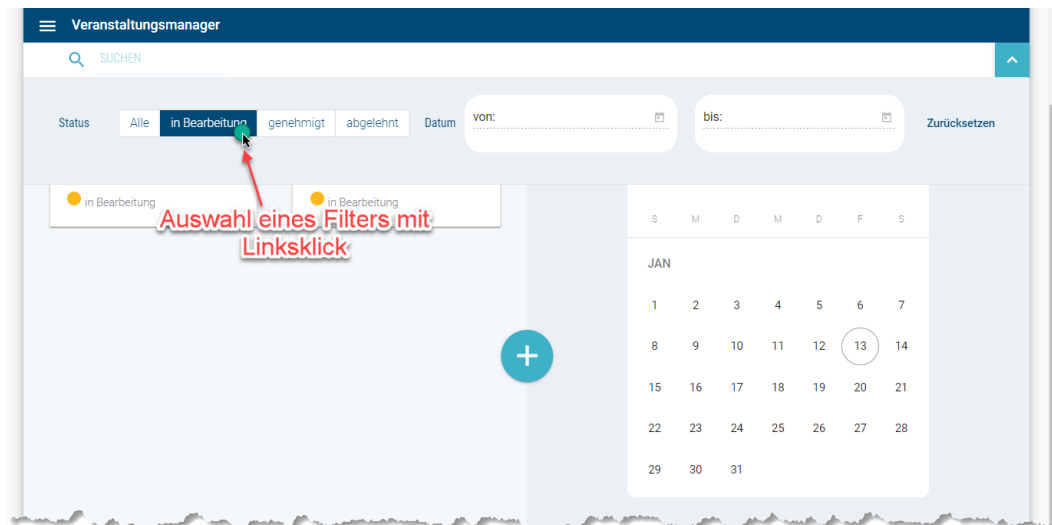 Veranstaltungsmanager
SUCHEN
Status Alle in Bearbeitung genehmigt abgelehnt Datum von: bis: Zurücksetzen
in Bearbeitung in Bearbeitung
Auswahl eines Filters mit
Linksklick
S M D M D F S
JAN
1 2 3 4 5 6 7
8 9 10 11 12 13 14
15 16 17 18 19 20 21
22 23 24 25 26 27 28
29 30 31